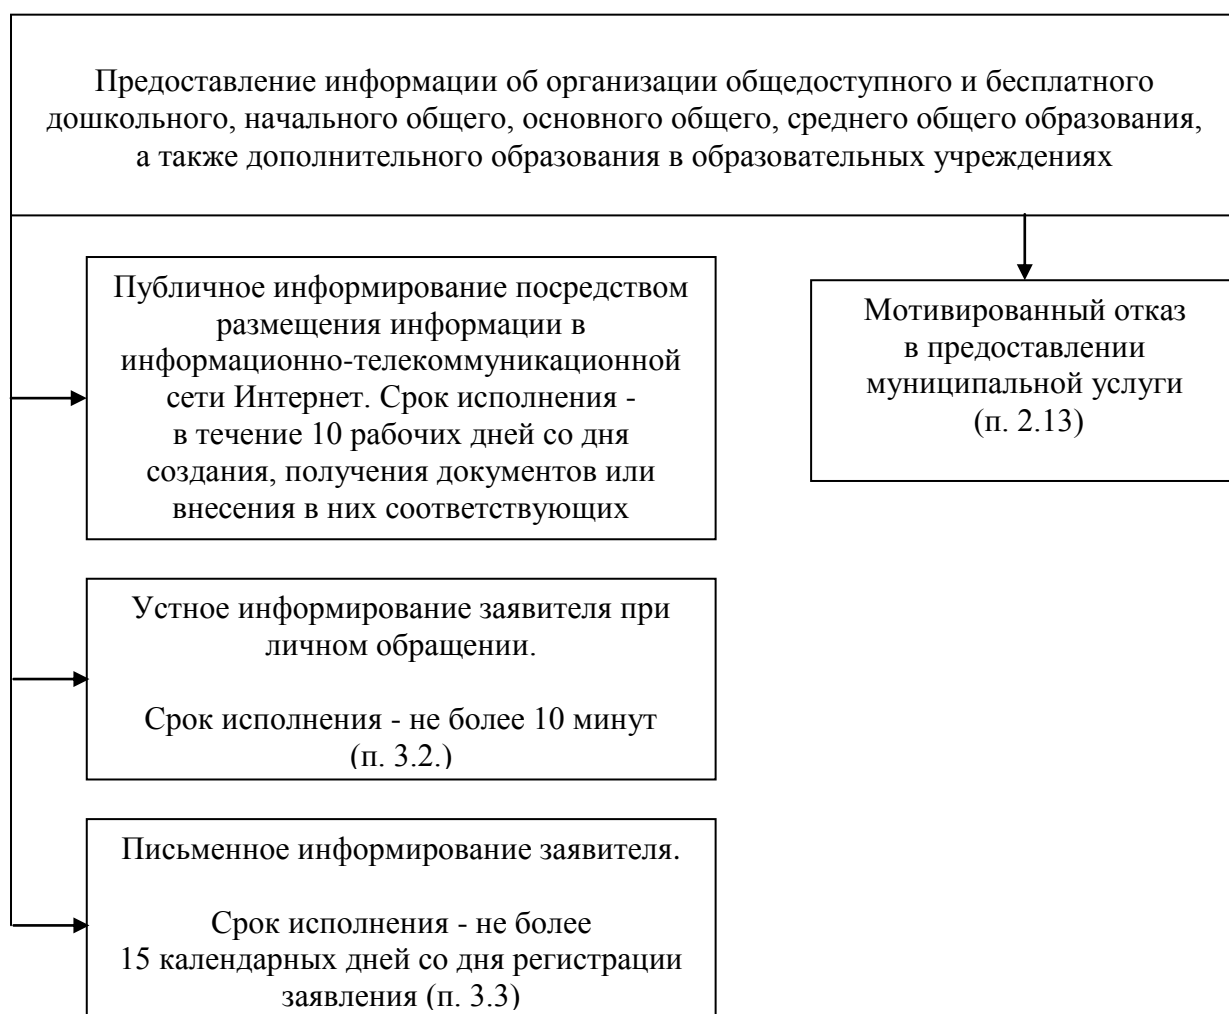 Предоставление информации об организации общедоступного и бесплатного
дошкольного, начального общего, основного общего, среднего общего образования,
а также дополнительного образования в образовательных учреждениях
Публичное информирование посредством
размещения информации в
информационно-телекоммуникационной
сети Интернет. Срок исполнения -
в течение 10 рабочих дней со дня
создания, получения документов или
внесения в них соответствующих
Мотивированный отказ
в предоставлении
муниципальной услуги
(п. 2.13)
Устное информирование заявителя при
личном обращении.
Срок исполнения - не более 10 минут
(п. 3.2.)
Письменное информирование заявителя.
Срок исполнения - не более
15 календарных дней со дня регистрации
заявления (п. 3.3)